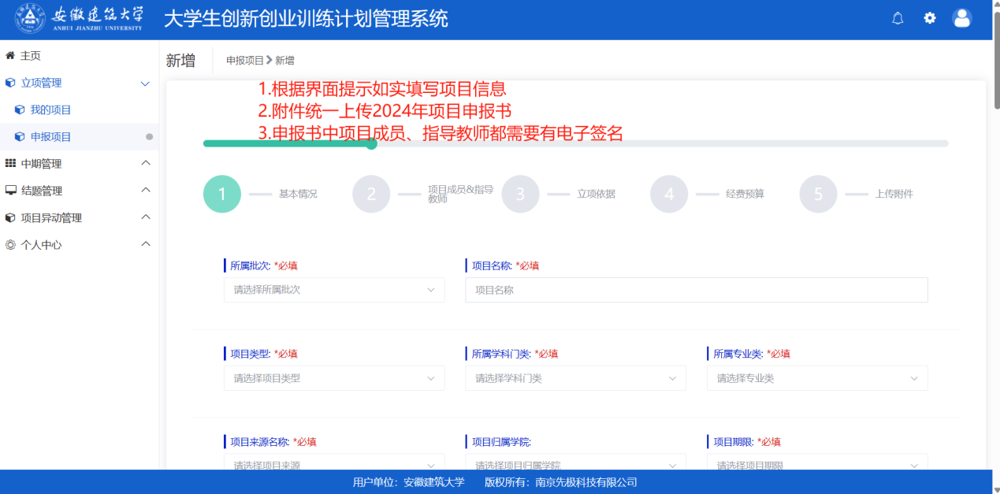 安徽建筑大学
ANHUI JIANZHU UNIVERSITY
大学生创新创业训练计划管理系统
主页
立项管理
我的项目
申报项目
中期管理
结题管理
项目异动管理
个人中心
新增
申报项目 新增
1.根据界面提示如实填写项目信息
2.附件统一上传2024年项目申报书
3.申报书中项目成员、指导教师都需要有电子签名
1 基本情况
2 项目成员&指导
教师
3 立项依据
4 经费预算
5 上传附件
所属批次: *必填 项目名称: *必填
请选择所属批次 项目名称
项目类型: *必填 所属学科门类: *必填 所属专业类: *必填
请选择项目类型 请选择学科门类 请选择专业类
项目来源名称: *必填 项目归属学院: 项目期限: *必填
请选择项目来源 请选择项目归属学院 请选择项目期限
用户单位：安徽建筑大学 版权所有：南京先极科技有限公司